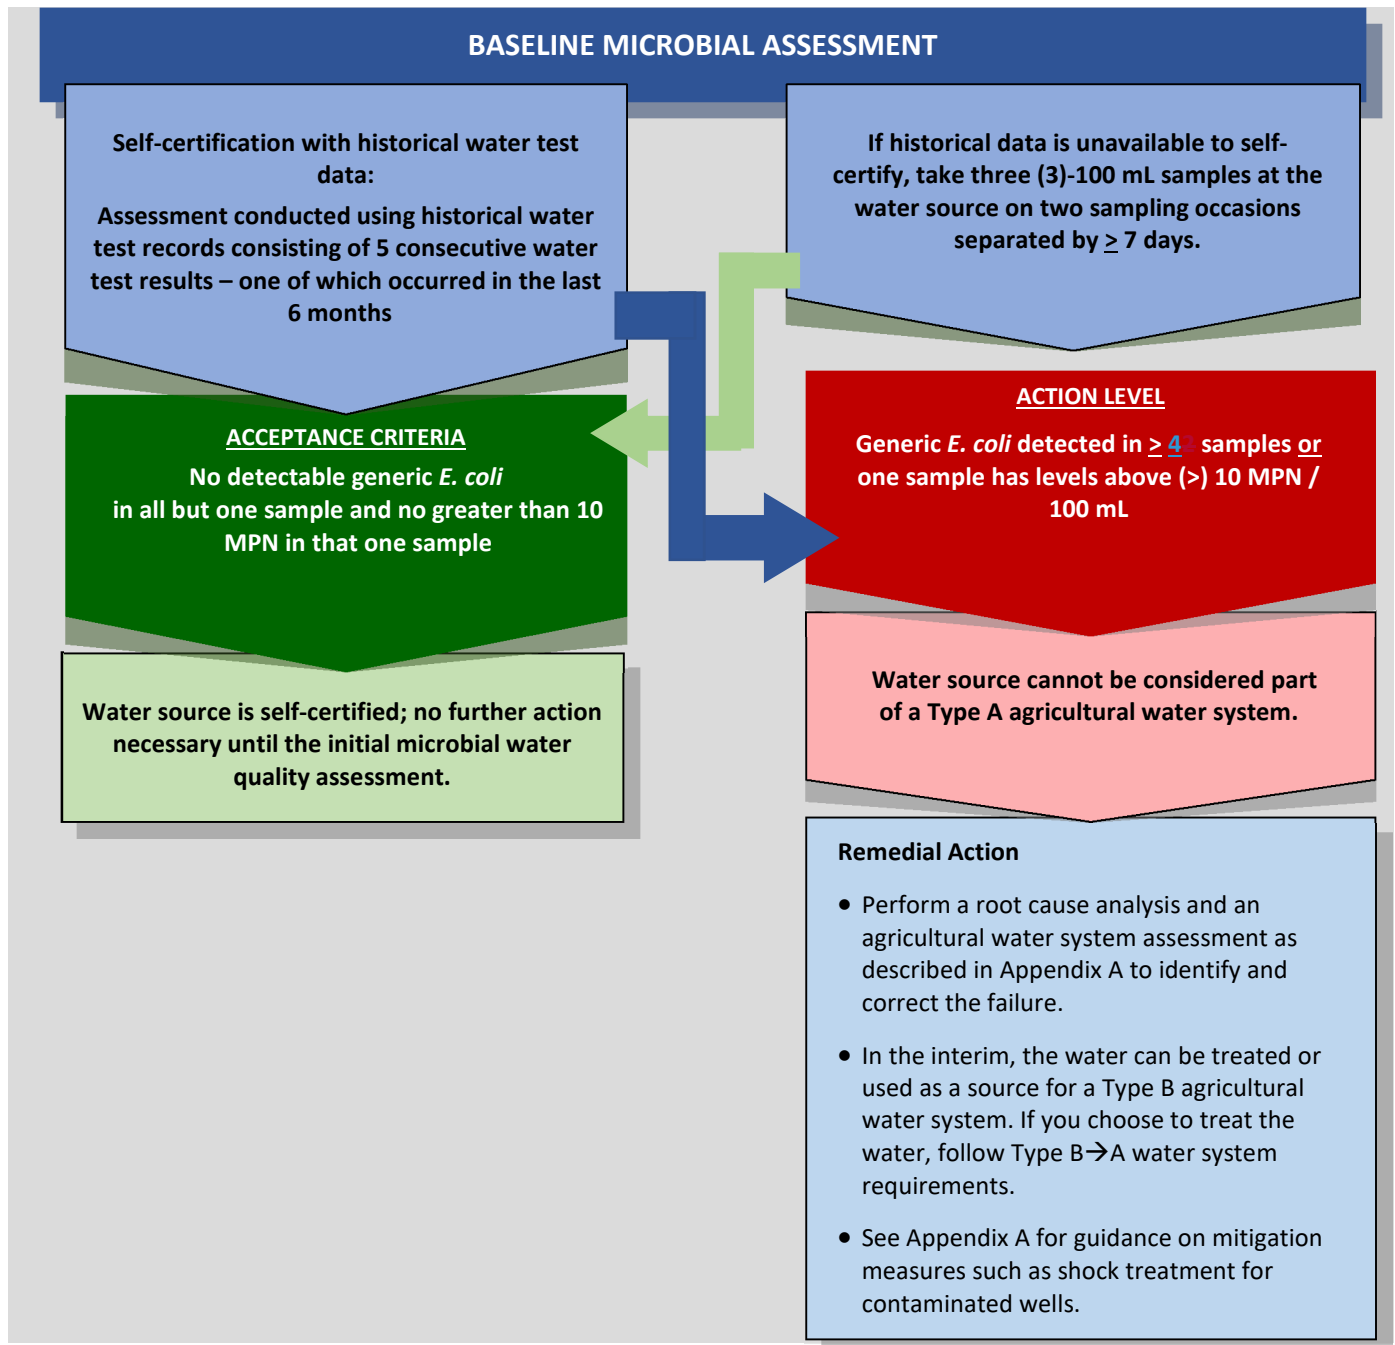 BASELINE MICROBIAL ASSESSMENT
Self-certification with historical water test
data:
Assessment conducted using historical water
test records consisting of 5 consecutive water
test results – one of which occurred in the last
6 months
If historical data is unavailable to self-
certify, take three (3)-100 mL samples at the
water source on two sampling occasions
separated by > 7 days.
ACCEPTANCE CRITERIA
No detectable generic E. coli
in all but one sample and no greater than 10
MPN in that one sample
ACTION LEVEL
Generic E. coli detected in > 42 samples or
one sample has levels above (>) 10 MPN /
100 mL
Water source is self-certified; no further action
necessary until the initial microbial water
quality assessment.
Water source cannot be considered part
of a Type A agricultural water system.
Remedial Action
• Perform a root cause analysis and an
agricultural water system assessment as
described in Appendix A to identify and
correct the failure.
• In the interim, the water can be treated or
used as a source for a Type B agricultural
water system. If you choose to treat the
water, follow Type B→A water system
requirements.
• See Appendix A for guidance on mitigation
measures such as shock treatment for
contaminated wells.